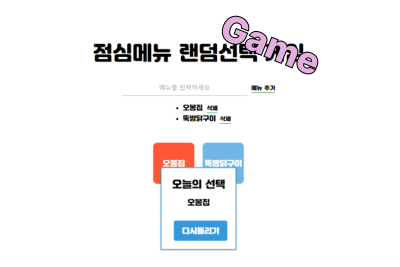 Game
점심메뉴 랜덤선택
메뉴를 입력하세요 메뉴 추가
오봉집 삭제
뚝방닭구이 삭제
오봉집 뚝방닭구이
오늘의 선택
오봉집
다시돌리기